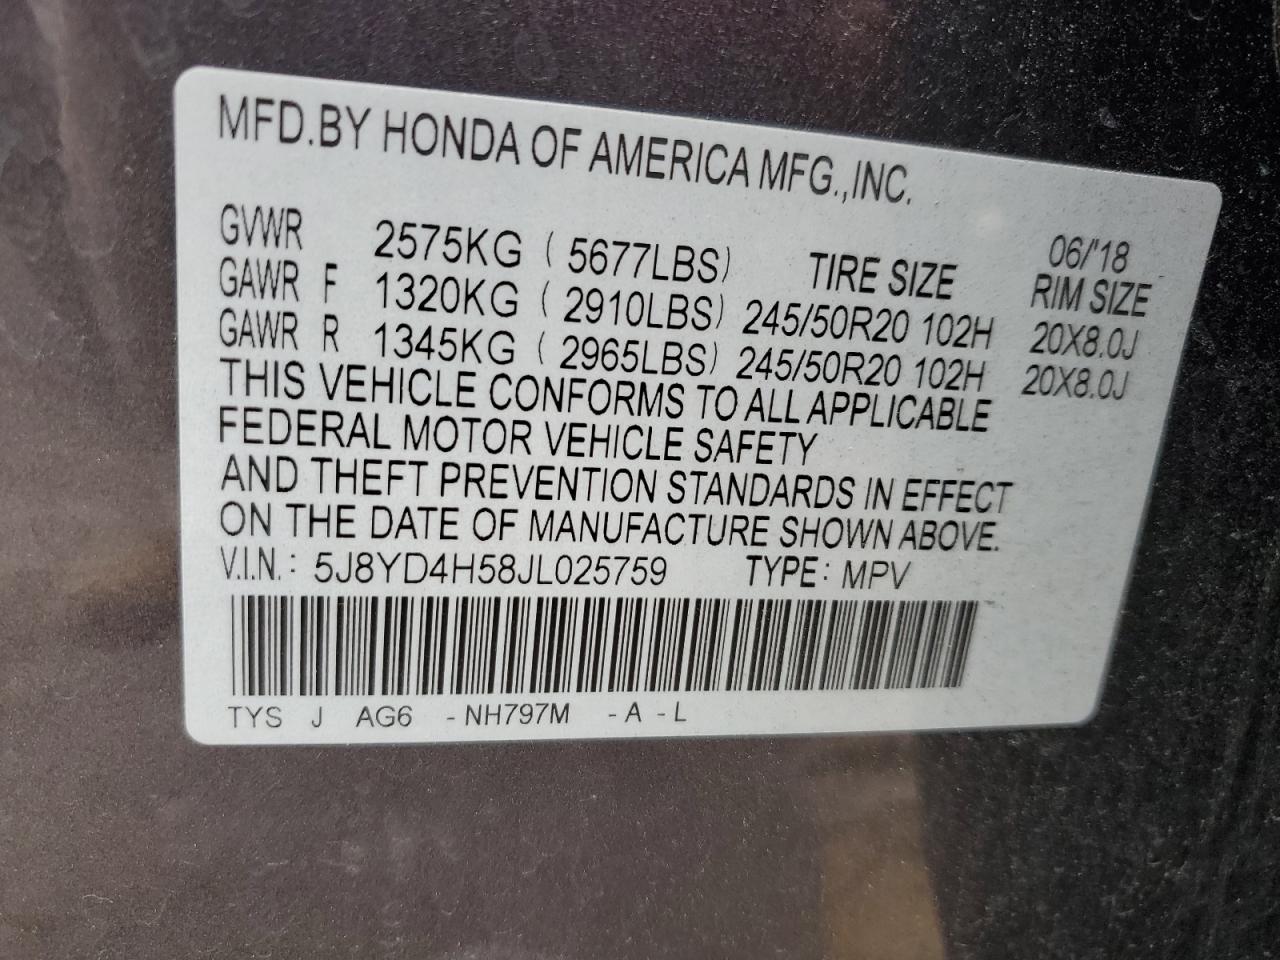 MFD.BY HONDA OF AMERICA MFG.,INC.
06/'18
GVWR 2575KG ( 5677LBS) TIRE SIZE RIM SIZE
GAWR F 1320KG ( 2910LBS) 245/50R20 102H 20X8.0J
GAWR R 1345KG ( 2965LBS) 245/50R20 102H 20X8.0J
THIS VEHICLE CONFORMS TO ALL APPLICABLE
FEDERAL MOTOR VEHICLE SAFETY
AND THEFT PREVENTION STANDARDS IN EFFECT
ON THE DATE OF MANUFACTURE SHOWN ABOVE.
V.I.N.: 5J8YD4H58JL025759 TYPE: MPV
TYS J AG6 -NH797M -A -L